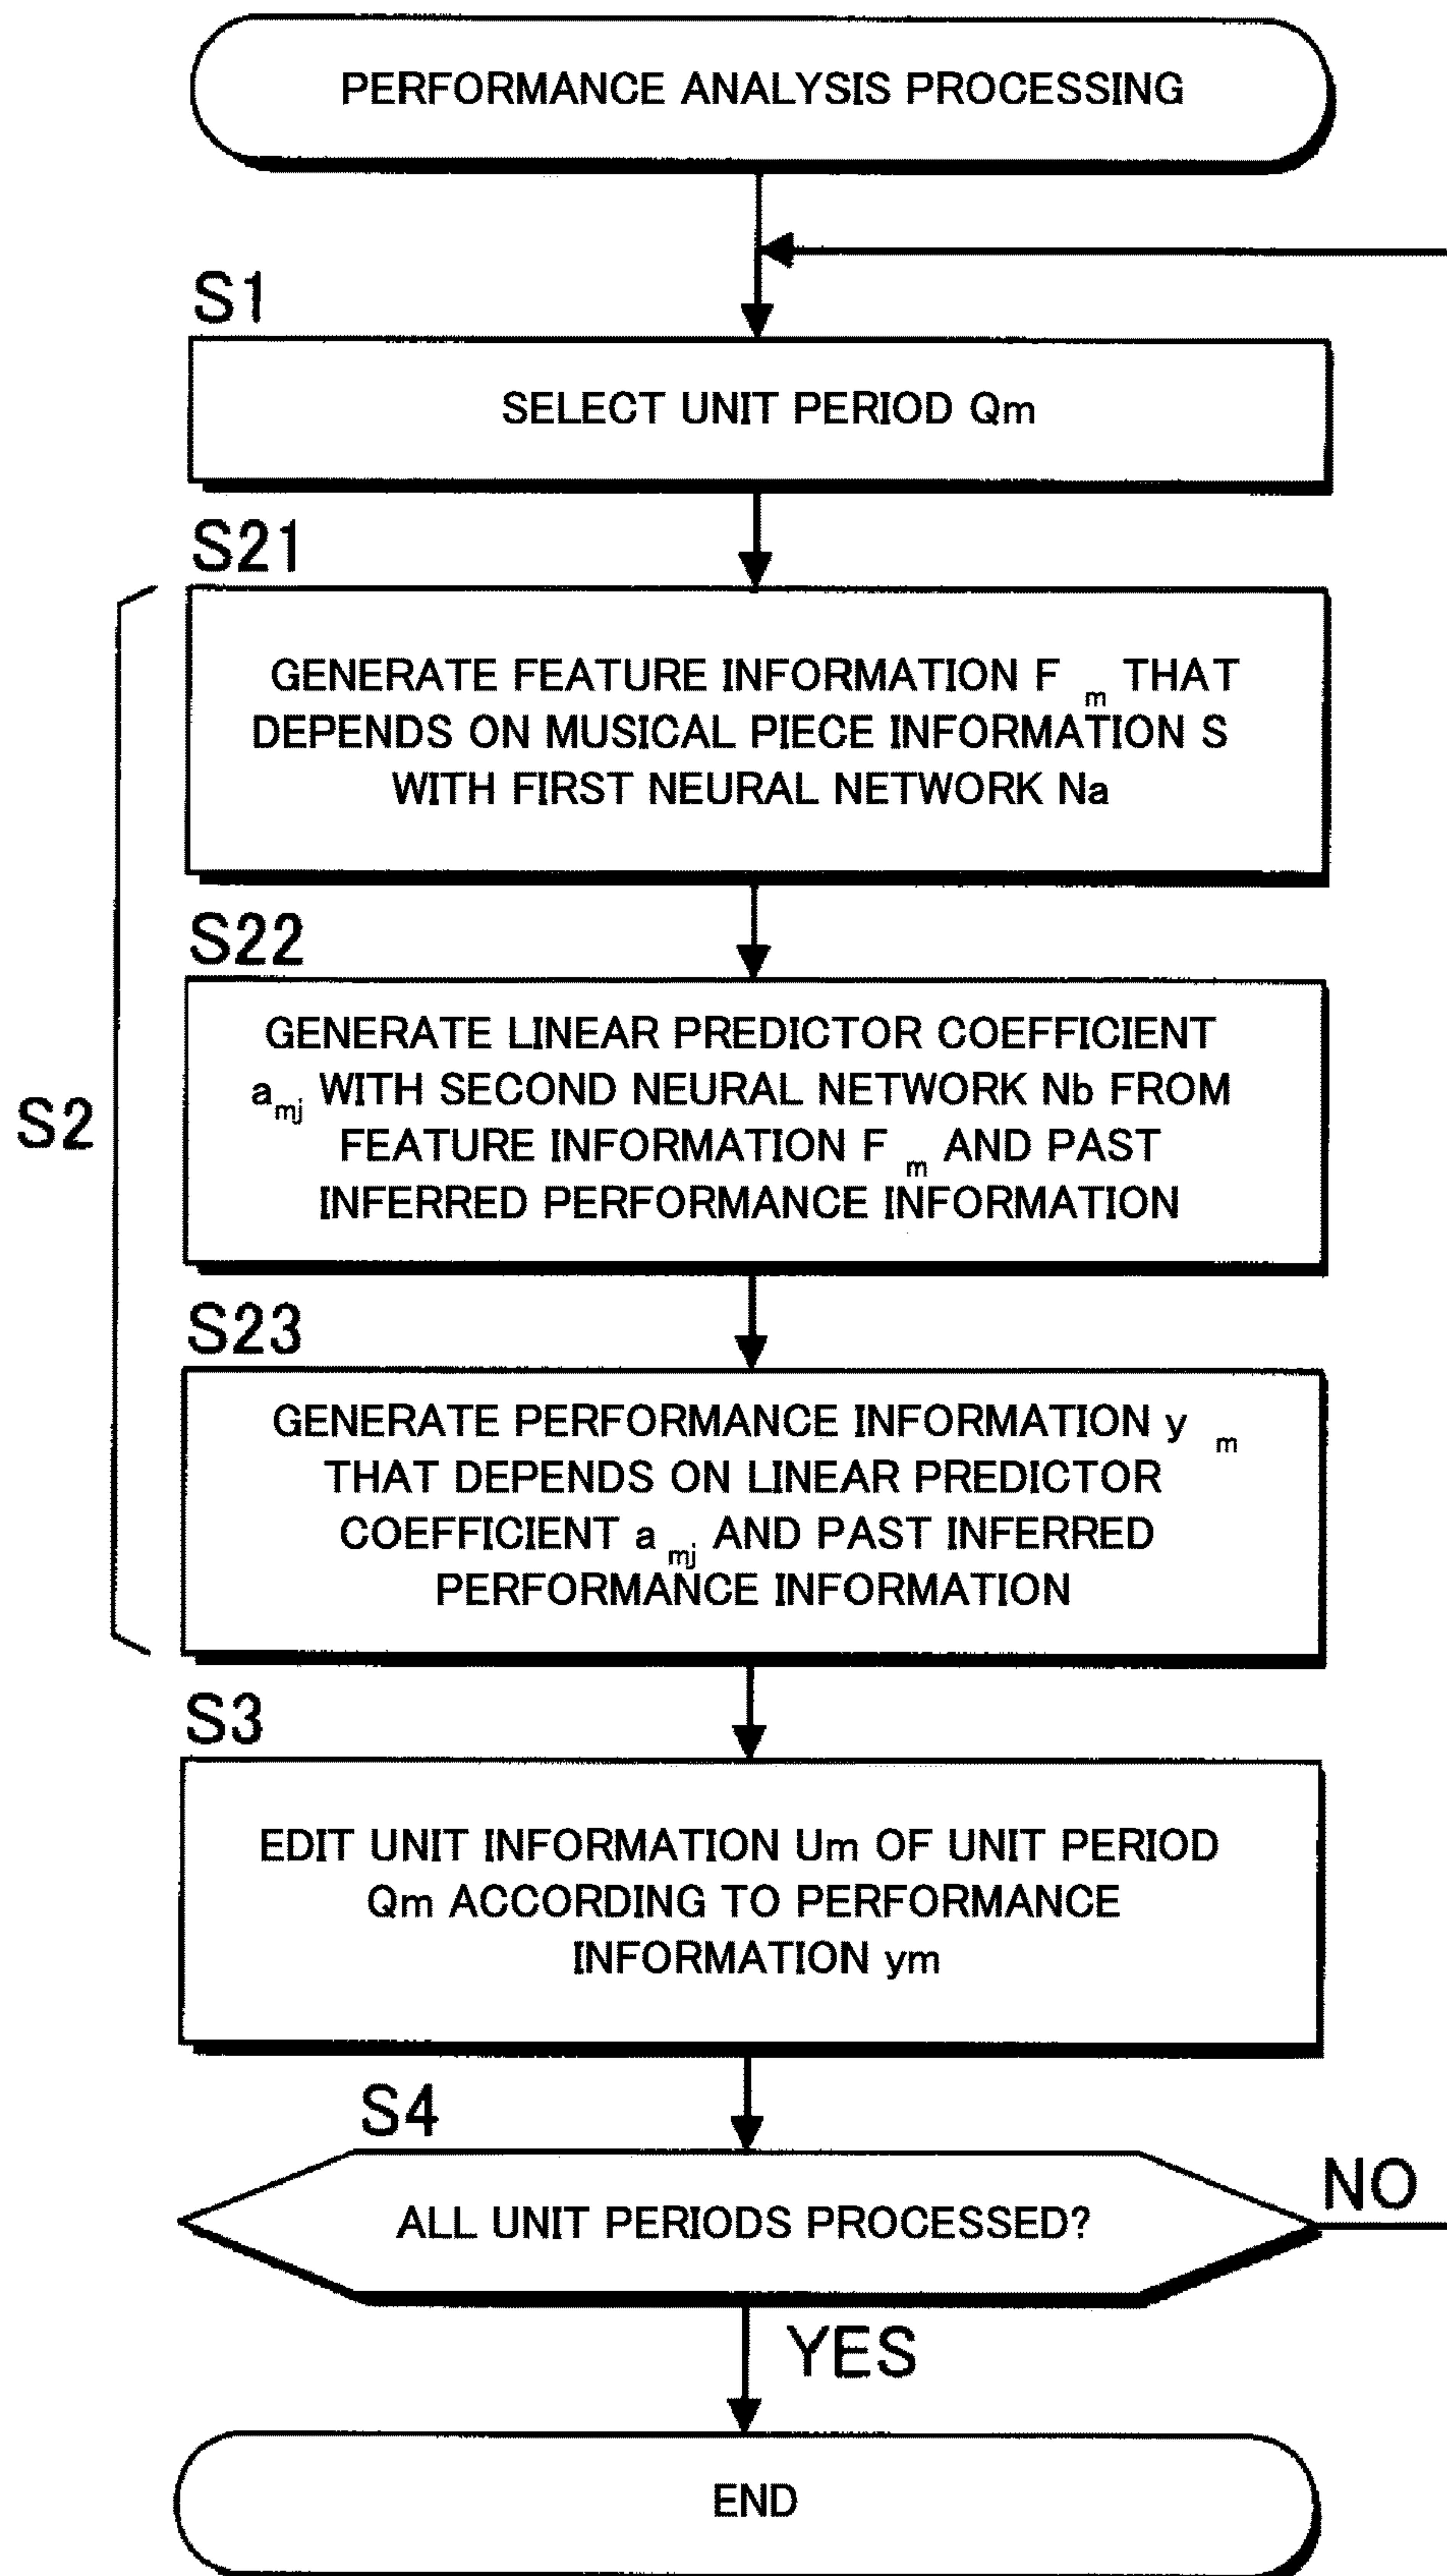 PERFORMANCE ANALYSIS PROCESSING
S1
SELECT UNIT PERIOD Qm
S21
GENERATE FEATURE INFORMATION F m THAT
DEPENDS ON MUSICAL PIECE INFORMATION S
WITH FIRST NEURAL NETWORK Na
S22
GENERATE LINEAR PREDICTOR COEFFICIENT
amj WITH SECOND NEURAL NETWORK Nb FROM
FEATURE INFORMATION F m AND PAST
INFERRED PERFORMANCE INFORMATION
S2
S23
GENERATE PERFORMANCE INFORMATION y m
THAT DEPENDS ON LINEAR PREDICTOR
COEFFICIENT a mj AND PAST INFERRED
PERFORMANCE INFORMATION
S3
EDIT UNIT INFORMATION Um OF UNIT PERIOD
Qm ACCORDING TO PERFORMANCE
INFORMATION ym
S4
ALL UNIT PERIODS PROCESSED?
NO
YES
END